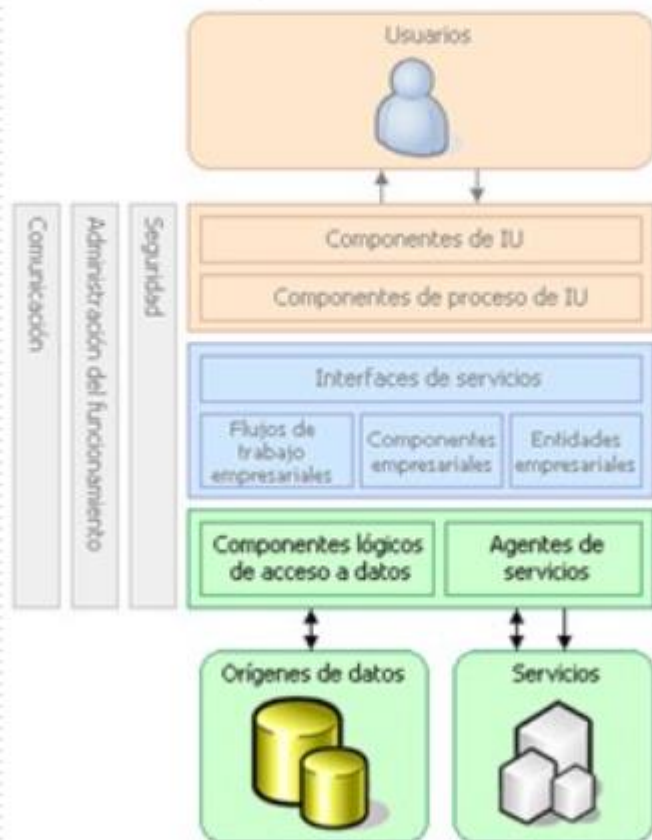 Usuarios
Comunicación
Administración del funcionamiento
Seguridad
Componentes de IU
Componentes de proceso de IU
Interfaces de servicios
Flujos de
trabajo
empresariales
Componentes
empresariales
Entidades
empresariales
Componentes lógicos
de acceso a datos
Agentes de
servicios
Orígenes de datos
Servicios